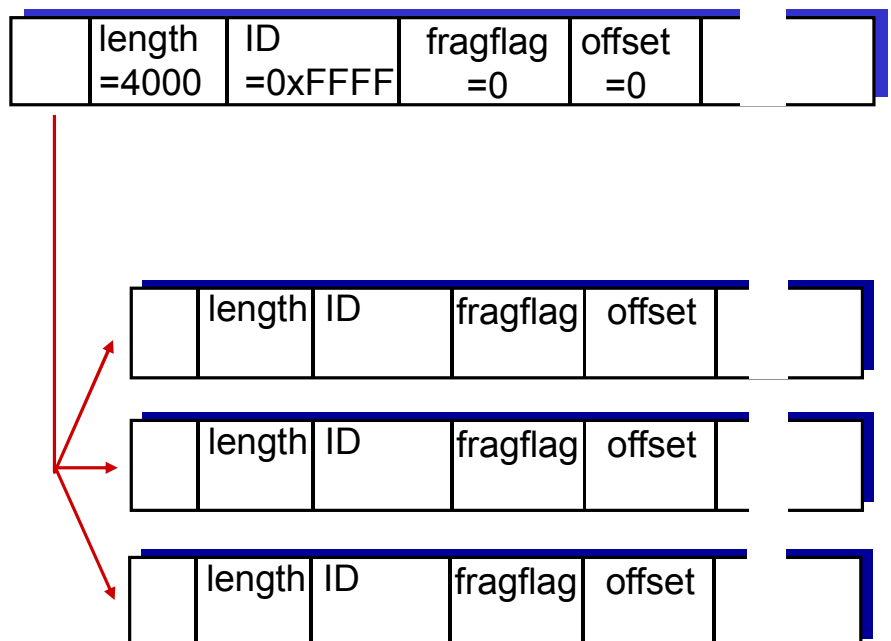 length ID fragflag offset
=4000 =0xFFFF =0 =0
length ID fragflag offset
length ID fragflag offset
length ID fragflag offset